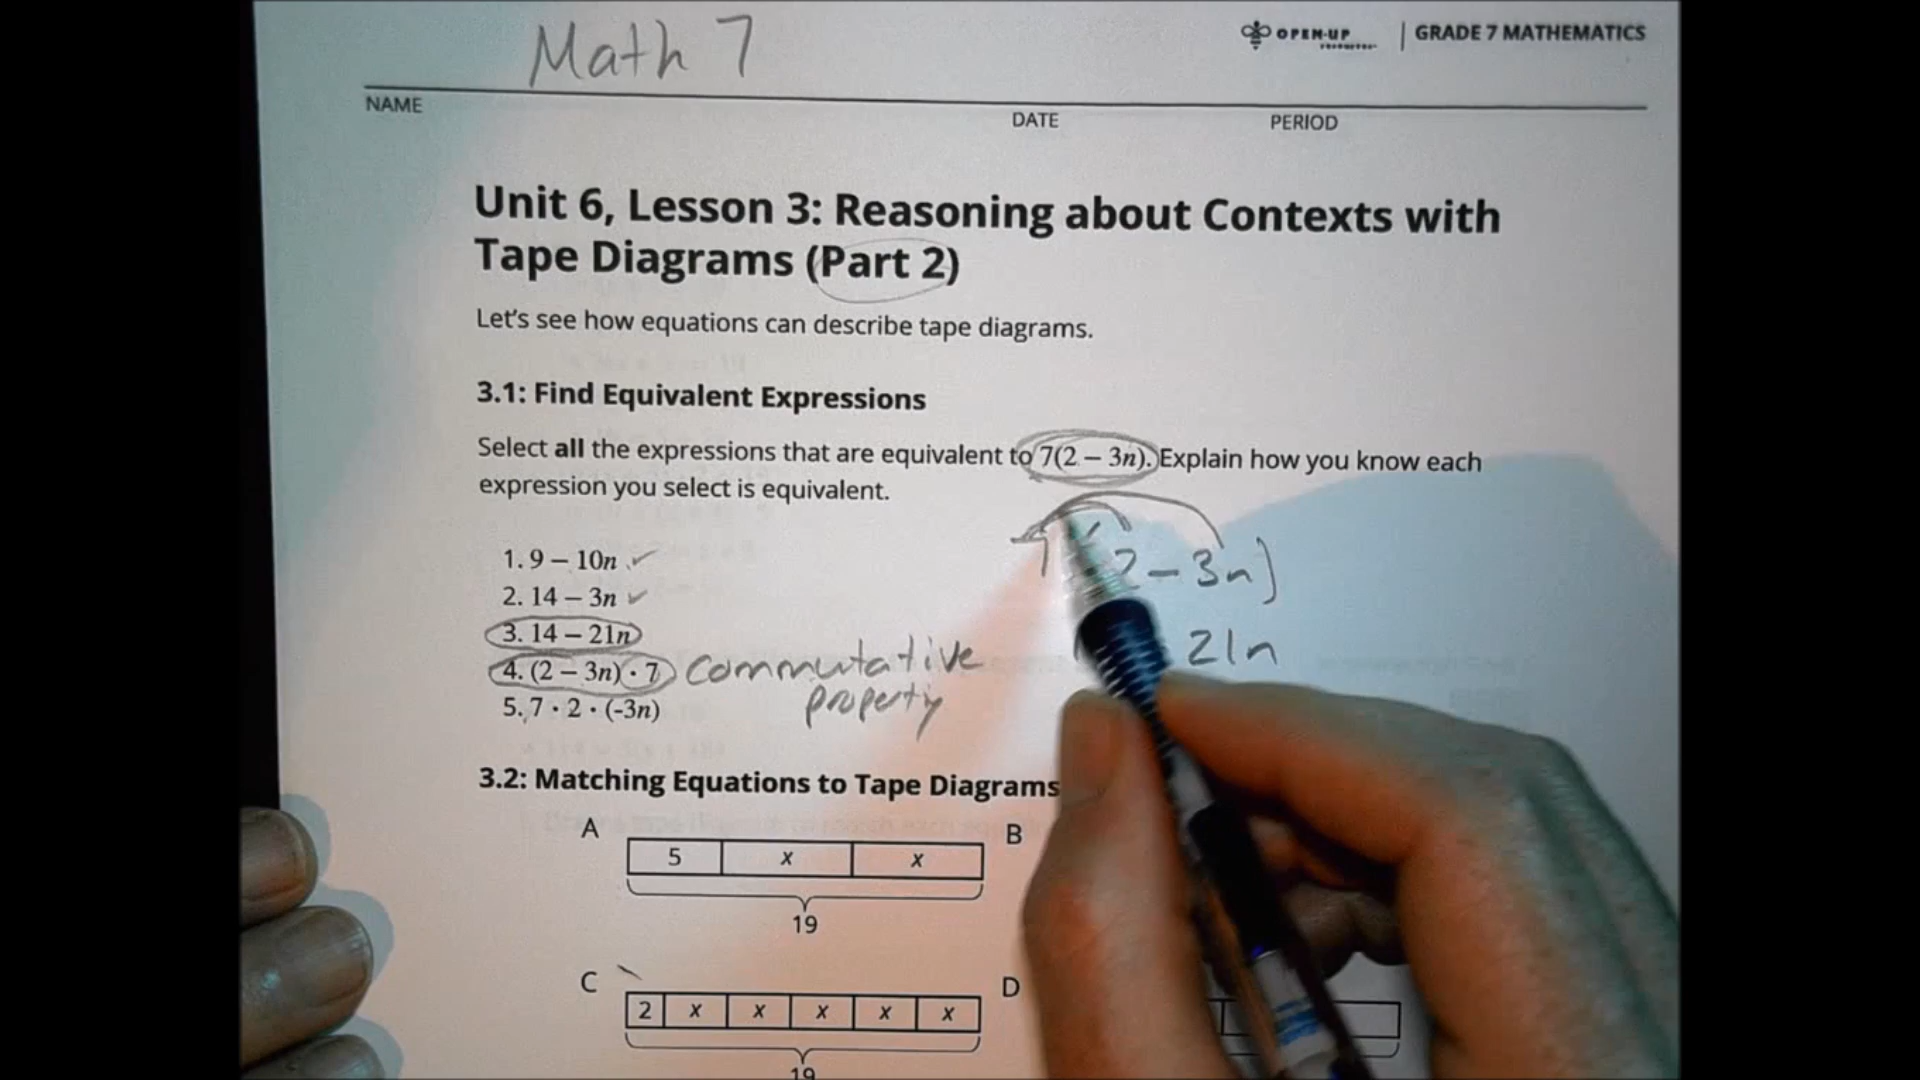 Math 7
OPEN-UP
GRADE 7 MATHEMATICS
NAME
DATE
PERIOD
Unit 6, Lesson 3: Reasoning about Contexts with
Tape Diagrams (Part 2)
Let's see how equations can describe tape diagrams.
3.1: Find Equivalent Expressions
Select all the expressions that are equivalent to 7(2 – 3n). Explain how you know each
expression you select is equivalent.
7(2 – 3n)
21n
1. 9 – 10n ✓
2. 14 – 3n ✓
3. 14 – 21n
4. (2 – 3n) · 7 commutative
property
5. 7 · 2 · (-3n)
3.2: Matching Equations to Tape Diagrams
A
5 x x
19
B
C
2 x x x x x
19
D